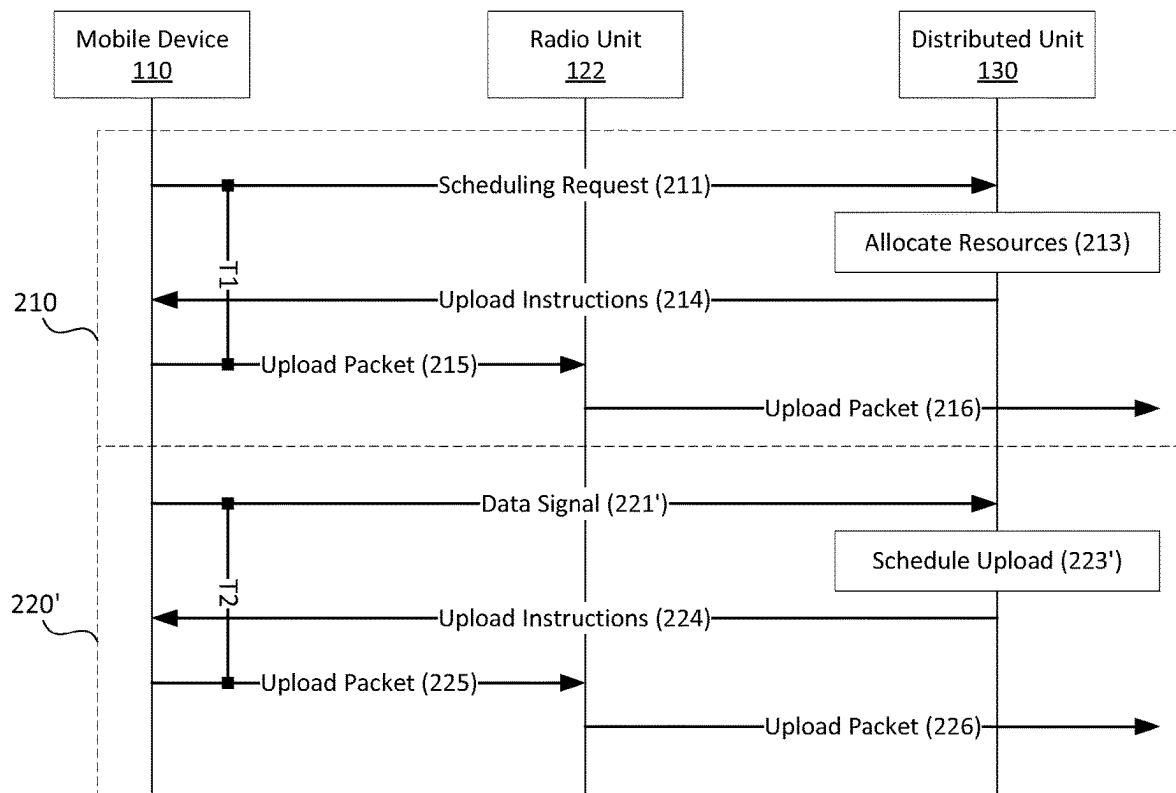 Mobile Device
110
Radio Unit
122
Distributed Unit
130
Scheduling Request (211)
Allocate Resources (213)
T1
Upload Instructions (214)
210
Upload Packet (215)
Upload Packet (216)
Data Signal (221')
Schedule Upload (223')
T2
220'
Upload Instructions (224)
Upload Packet (225)
Upload Packet (226)